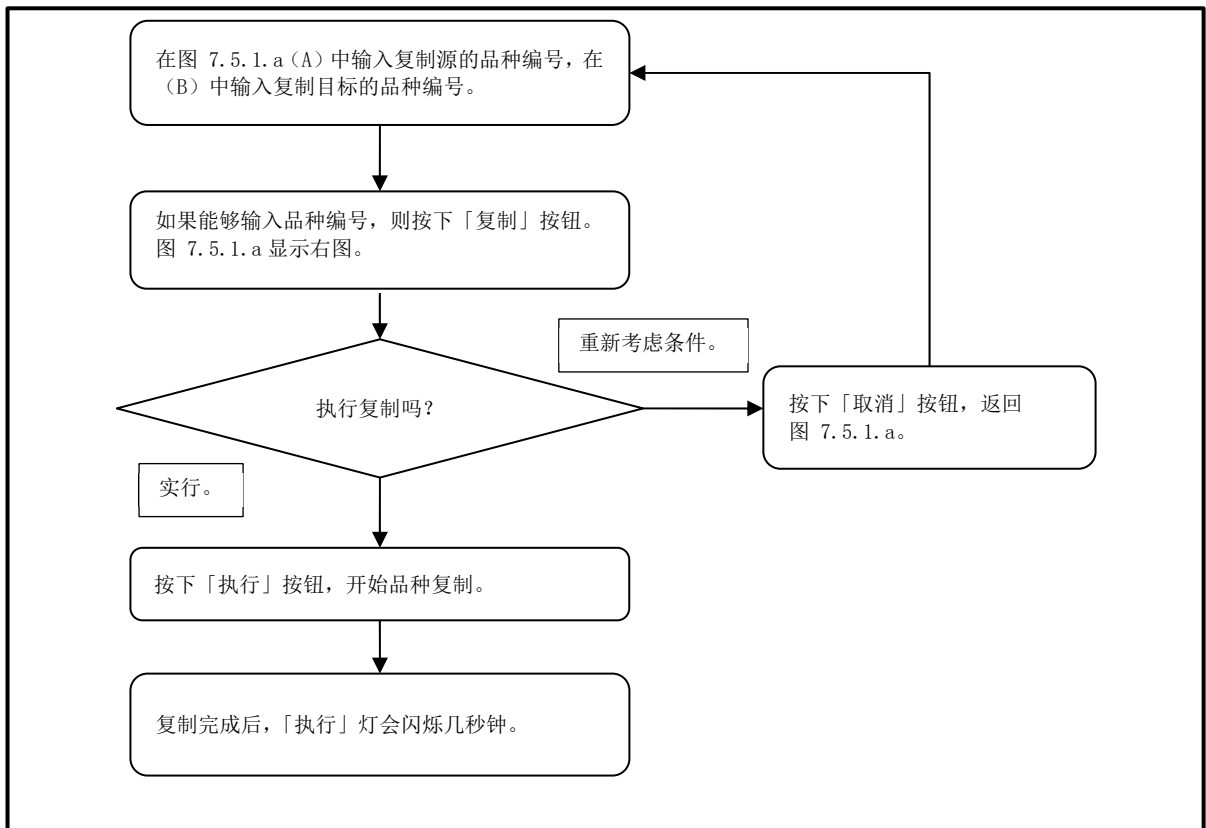 在图 7.5.1.a（A）中输入复制源的品种编号，在
（B）中输入复制目标的品种编号。
如果能够输入品种编号，则按下「复制」按钮。
图 7.5.1.a 显示右图。
重新考虑条件。
执行复制吗？
按下「取消」按钮，返回
图 7.5.1.a。
实行。
按下「执行」按钮，开始品种复制。
复制完成后，「执行」灯会闪烁几秒钟。